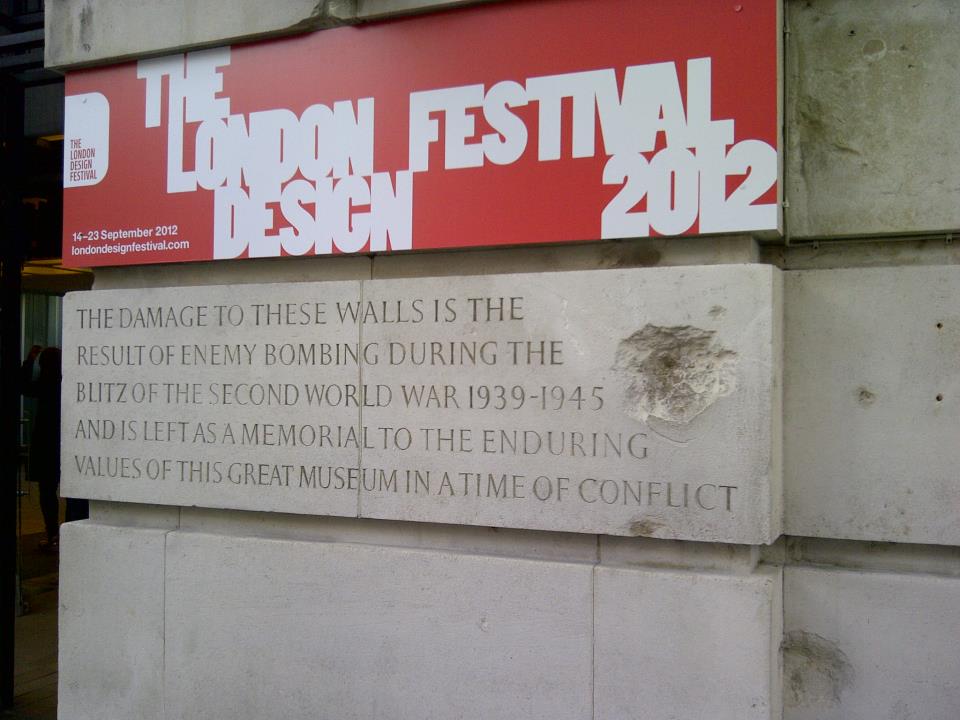 THE
LONDON FESTIVAL
DESIGN 2012
THE
LONDON
DESIGN
FESTIVAL
14–23 September 2012
londondesignfestival.com
THE DAMAGE TO THESE WALLS IS THE
RESULT OF ENEMY BOMBING DURING THE
BLITZ OF THE SECOND WORLD WAR 1939-1945
AND IS LEFT AS A MEMORIAL TO THE ENDURING
VALUES OF THIS GREAT MUSEUM IN A TIME OF CONFLICT